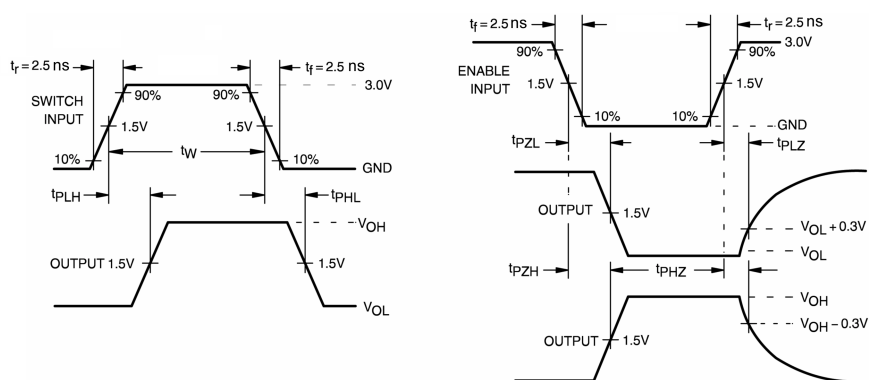 tr = 2.5 ns
tf = 2.5 ns
90%
90%
3.0V
SWITCH
INPUT
1.5V
1.5V
tW
10%
10%
GND
tPLH
tPHL
VOH
OUTPUT 1.5V
1.5V
VOL
tf = 2.5 ns
tr = 2.5 ns
90%
90%
3.0V
ENABLE
INPUT
1.5V
1.5V
10%
10%
GND
tPZL
tPLZ
OUTPUT
1.5V
VOL + 0.3V
VOL
tPZH
tPHZ
VOH
VOH – 0.3V
OUTPUT
1.5V